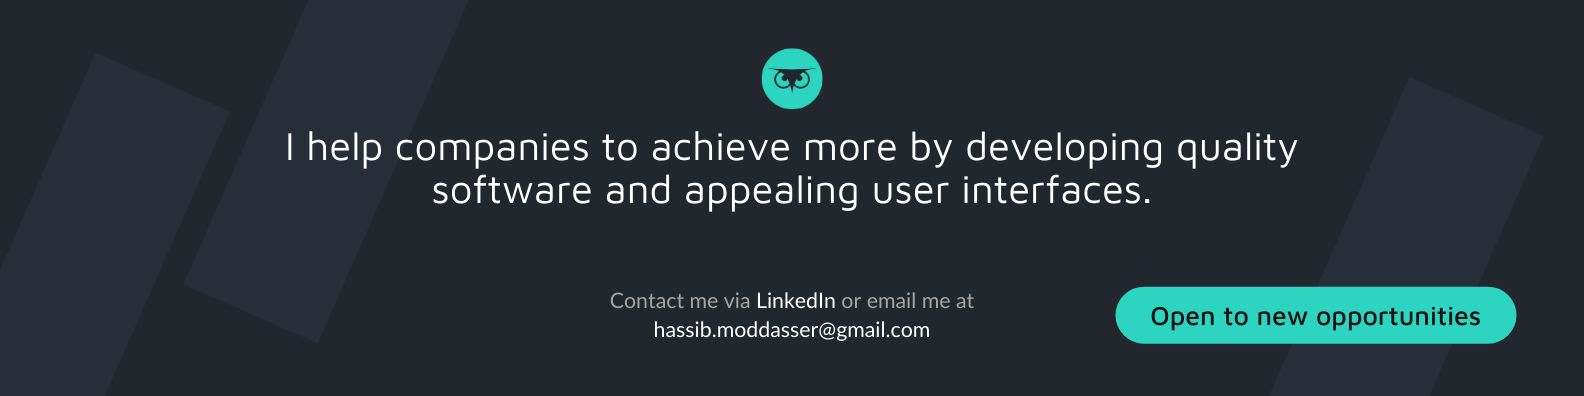 I help companies to achieve more by developing quality
software and appealing user interfaces.
Contact me via LinkedIn or email me at
hassib.moddasser@gmail.com
Open to new opportunities